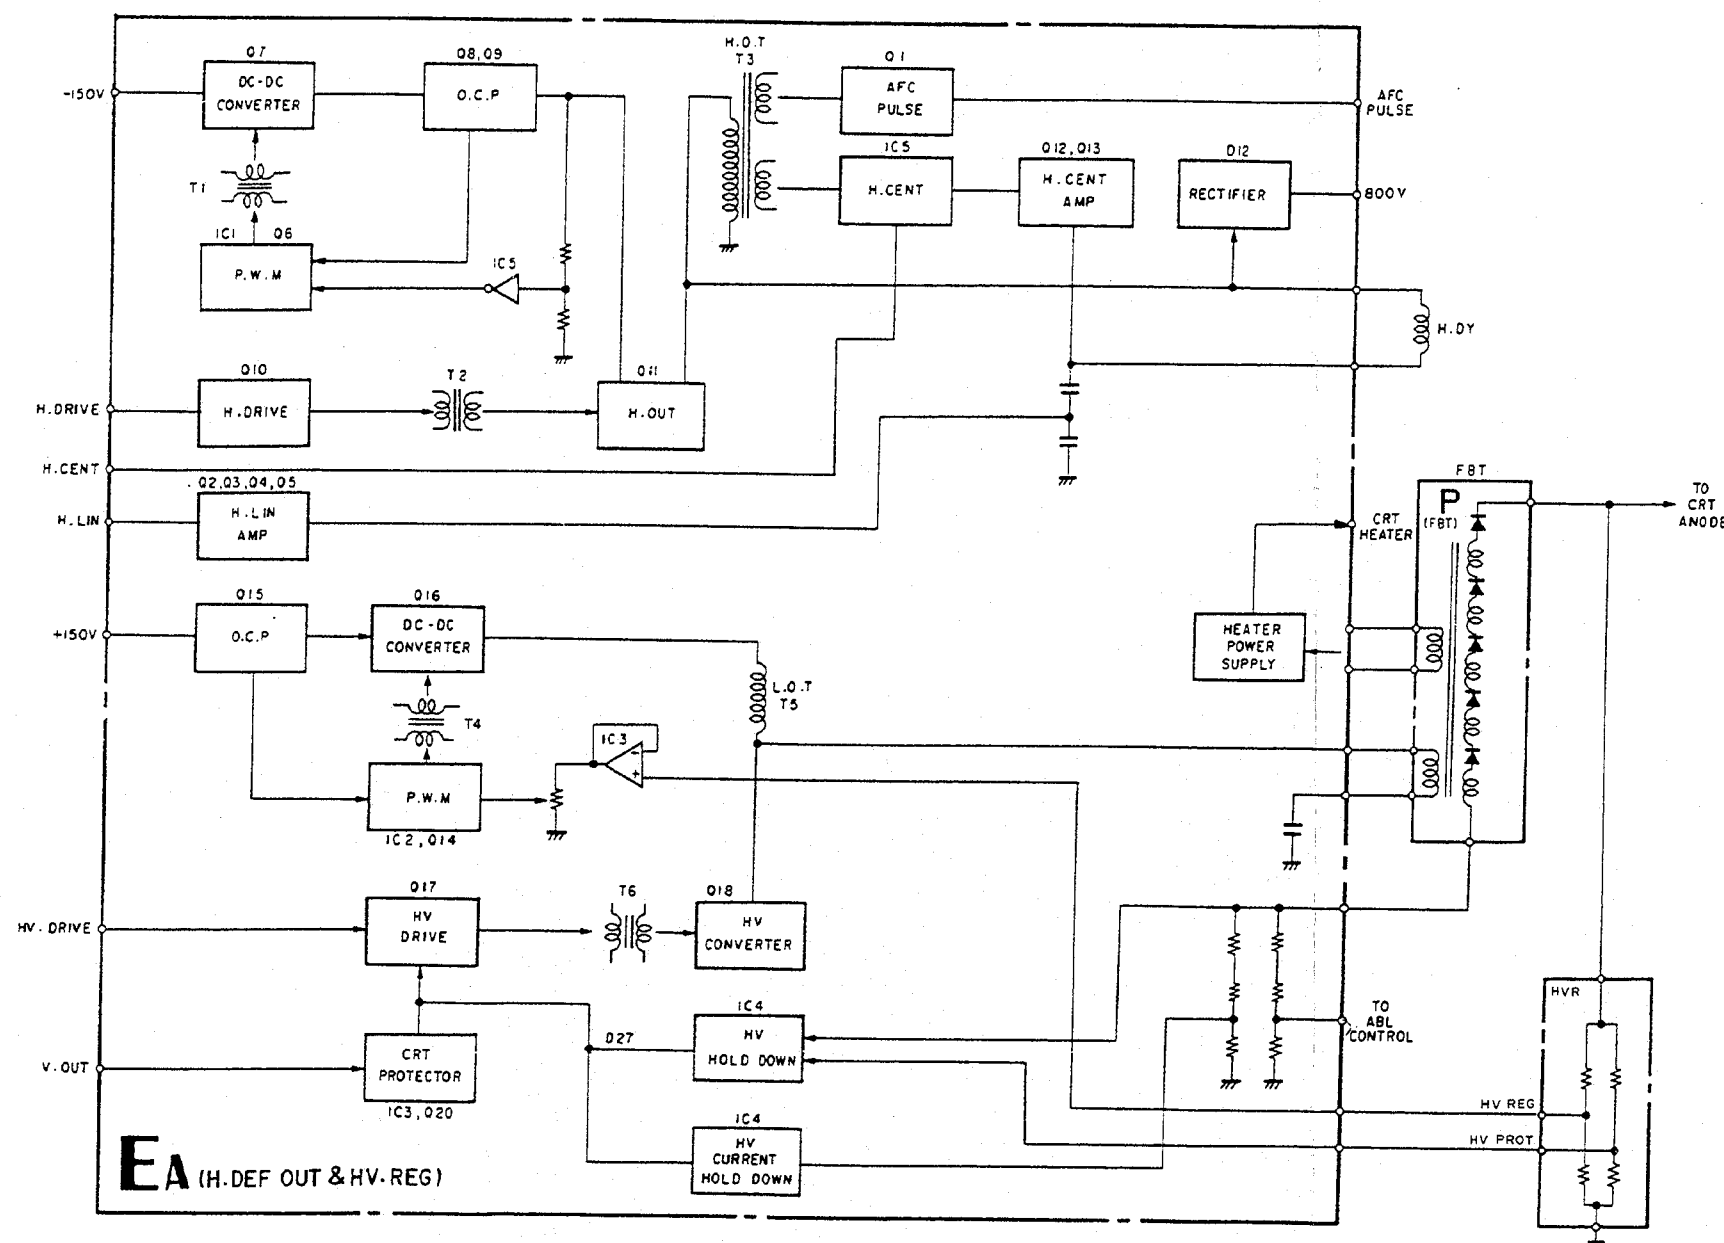 H.O.T
T3
Q7
Q8,Q9
Q1
-150V
DC-DC
CONVERTER
O.C.P
AFC
PULSE
AFC
PULSE
IC5
Q12,Q13
D12
T1
H.CENT
H.CENT
AMP
RECTIFIER
800V
IC1 Q6
P.W.M
IC5
H.DY
Q10
T2
Q11
H.DRIVE
H.DRIVE
H.OUT
H.CENT
Q2,Q3,Q4,Q5
H.LIN
H.LIN
AMP
FBT
P
(FBT)
TO
CRT
ANODE
CRT
HEATER
Q15
Q16
+150V
O.C.P
DC-DC
CONVERTER
HEATER
POWER
SUPPLY
L.O.T
T5
T4
IC3
-
+
P.W.M
IC2,Q14
Q17
T6
Q18
HV.DRIVE
HV
DRIVE
HV
CONVERTER
HVR
IC4
TO
ABL
CONTROL
D27
HV
HOLD DOWN
V.OUT
CRT
PROTECTOR
IC3,Q20
HV REG
IC4
HV PROT
HV
CURRENT
HOLD DOWN
EA (H.DEF OUT & HV.REG)